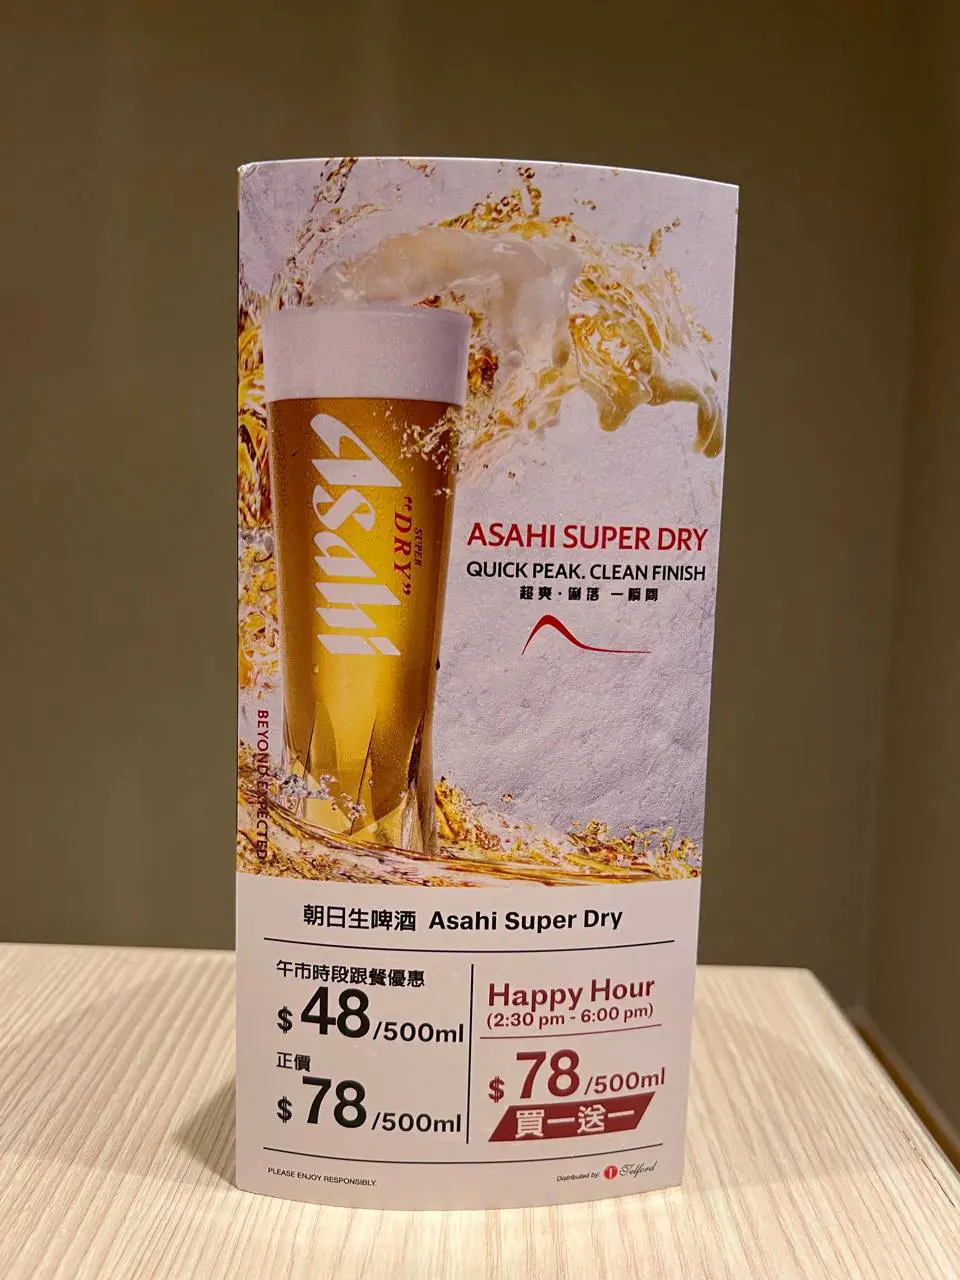 Asahi
SUPER
"DRY"
ASAHI SUPER DRY
QUICK PEAK. CLEAN FINISH
超爽・唰落 一瞬間
BEYOND EXPECTED
朝日生啤酒 Asahi Super Dry
午市時段跟餐優惠
$48/500ml
正價
$78/500ml
Happy Hour
(2:30 pm - 6:00 pm)
$78/500ml
買一送一
PLEASE ENJOY RESPONSIBLY.
Distributed by: Telford